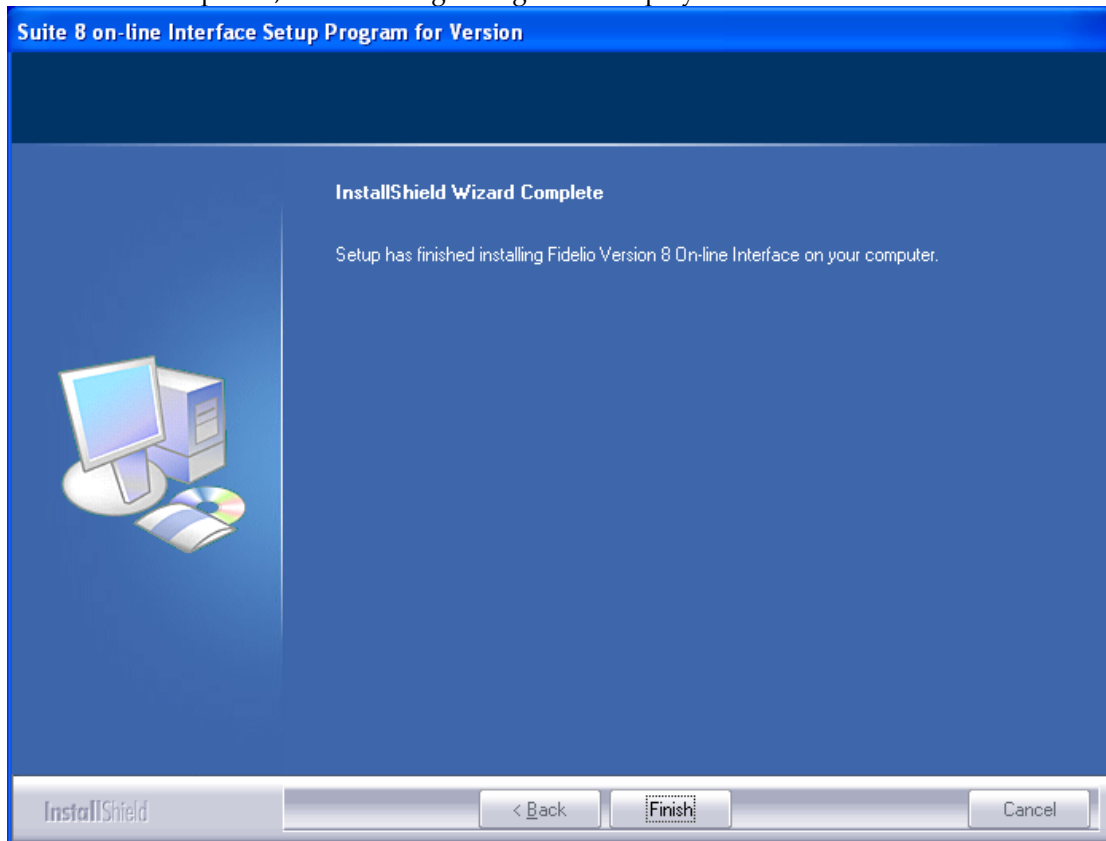 Suite 8 on-line Interface Setup Program for Version
InstallShield Wizard Complete
Setup has finished installing Fidelio Version 8 On-line Interface on your computer.
InstallShield
< Back
Finish
Cancel